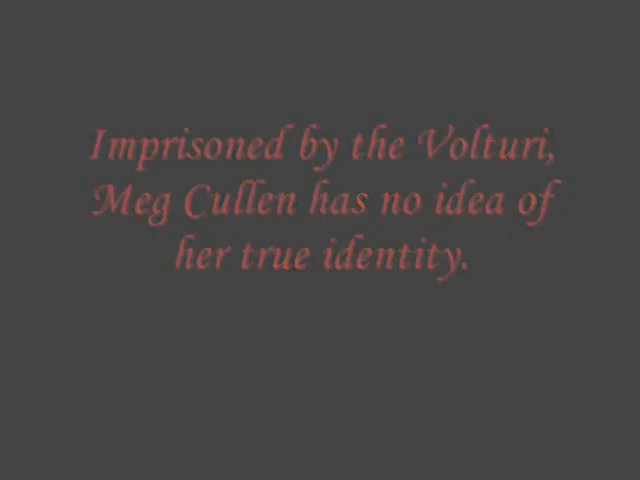 Imprisoned by the Volturi,
Meg Cullen has no idea of
her true identity.